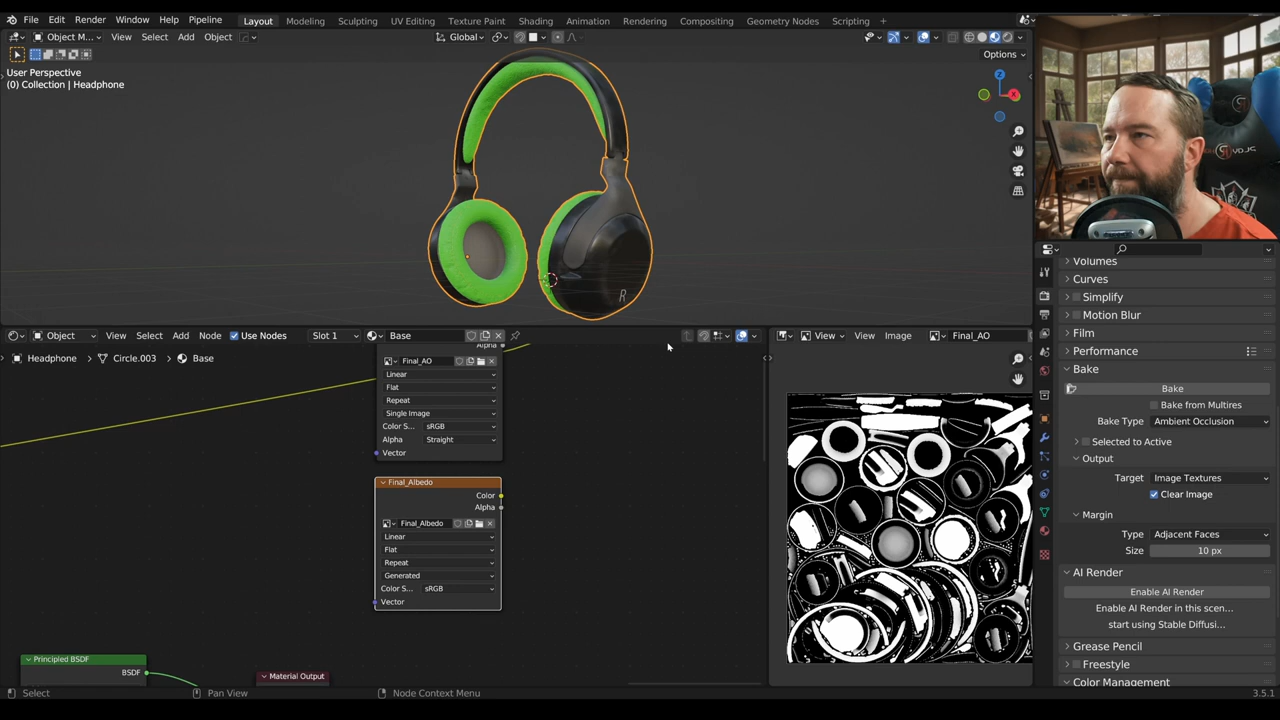 File Edit Render Window Help Pipeline Layout Modeling Sculpting UV Editing Texture Paint Shading Animation Rendering Compositing Geometry Nodes Scripting +
Object M... View Select Add Object Global
Options
User Perspective
(0) Collection | Headphone
Z
X
R
Object View Select Add Node Use Nodes Slot 1 Base
View View Image Final_AO
Headphone > Circle.003 > Base
Alpha
Final_AO
Linear
Flat
Repeat
Single Image
Color S... sRGB
Alpha Straight
Vector
Final_Albedo
Color
Alpha
Final_Albedo
Linear
Flat
Repeat
Generated
Color S... sRGB
Vector
Principled BSDF
BSDF
Material Output
Volumes
Curves
Simplify
Motion Blur
Film
Performance
Bake
Bake
Bake from Multires
Bake Type Ambient Occlusion
Selected to Active
Output
Target Image Textures
Clear Image
Margin
Type Adjacent Faces
Size 10 px
AI Render
Enable AI Render
Enable AI Render in this scen...
start using Stable Diffusi...
Grease Pencil
Freestyle
Color Management
Select Pan View Node Context Menu 3.5.1